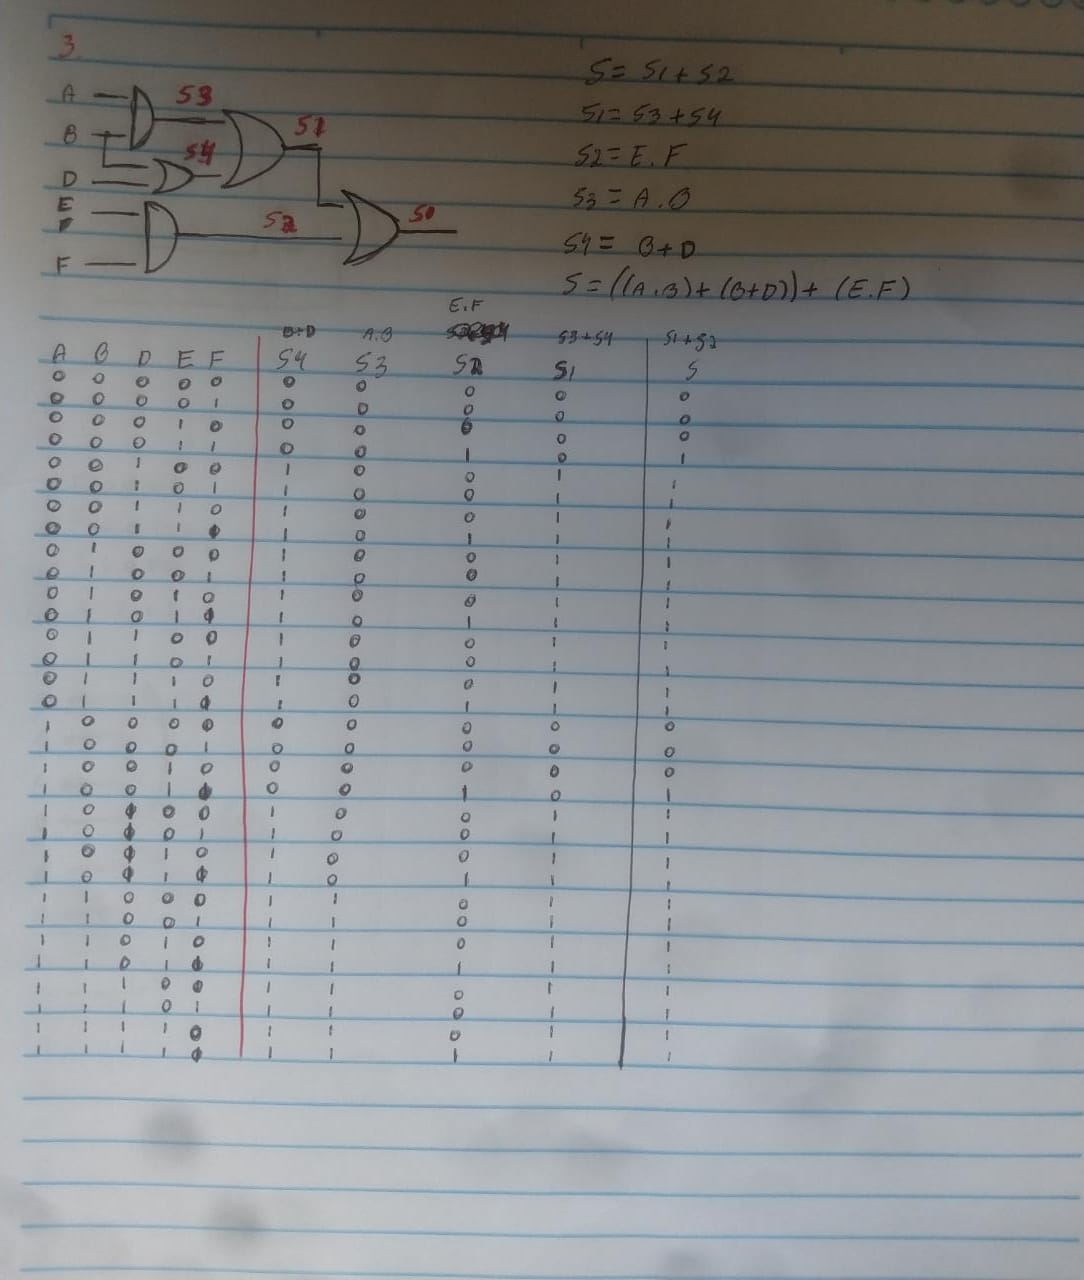 3
A S3
B S1
S4
D
E S2 S0
F
S = S1 + S2
S1 = S3 + S4
S2 = E.F
S3 = A.B
S4 = B+D
S = ((A.B)+(B+D)) + (E.F)
E.F
B+D A.B S3+S4 S1+S2
A B D E F S4 S3 S2 S1 S
0 0 0 0 0 0 0 0 0 0
0 0 0 0 1 0 0 0 0 0
0 0 0 1 0 0 0 0 0 0
0 0 0 1 1 0 0 1 0 1
0 0 1 0 0 1 0 0 1 1
0 0 1 0 1 1 0 0 1 1
0 0 1 1 0 1 0 0 1 1
0 0 1 1 1 1 0 1 1 1
0 1 0 0 0 1 0 0 1 1
0 1 0 0 1 1 0 0 1 1
0 1 0 1 0 1 0 0 1 1
0 1 0 1 1 1 0 1 1 1
0 1 1 0 0 1 0 0 1 1
0 1 1 0 1 1 0 0 1 1
0 1 1 1 0 1 0 0 1 1
0 1 1 1 1 1 0 1 1 1
1 0 0 0 0 0 0 0 0 0
1 0 0 0 1 0 0 0 0 0
1 0 0 1 0 0 0 0 0 0
1 0 0 1 1 0 0 1 0 1
1 0 1 0 0 1 0 0 1 1
1 0 1 0 1 1 0 0 1 1
1 0 1 1 0 1 0 0 1 1
1 0 1 1 1 1 0 1 1 1
1 1 0 0 0 1 1 0 1 1
1 1 0 0 1 1 1 0 1 1
1 1 0 1 0 1 1 0 1 1
1 1 0 1 1 1 1 1 1 1
1 1 1 0 0 1 1 0 1 1
1 1 1 0 1 1 1 0 1 1
1 1 1 1 0 1 1 0 1 1
1 1 1 1 1 1 1 1 1 1